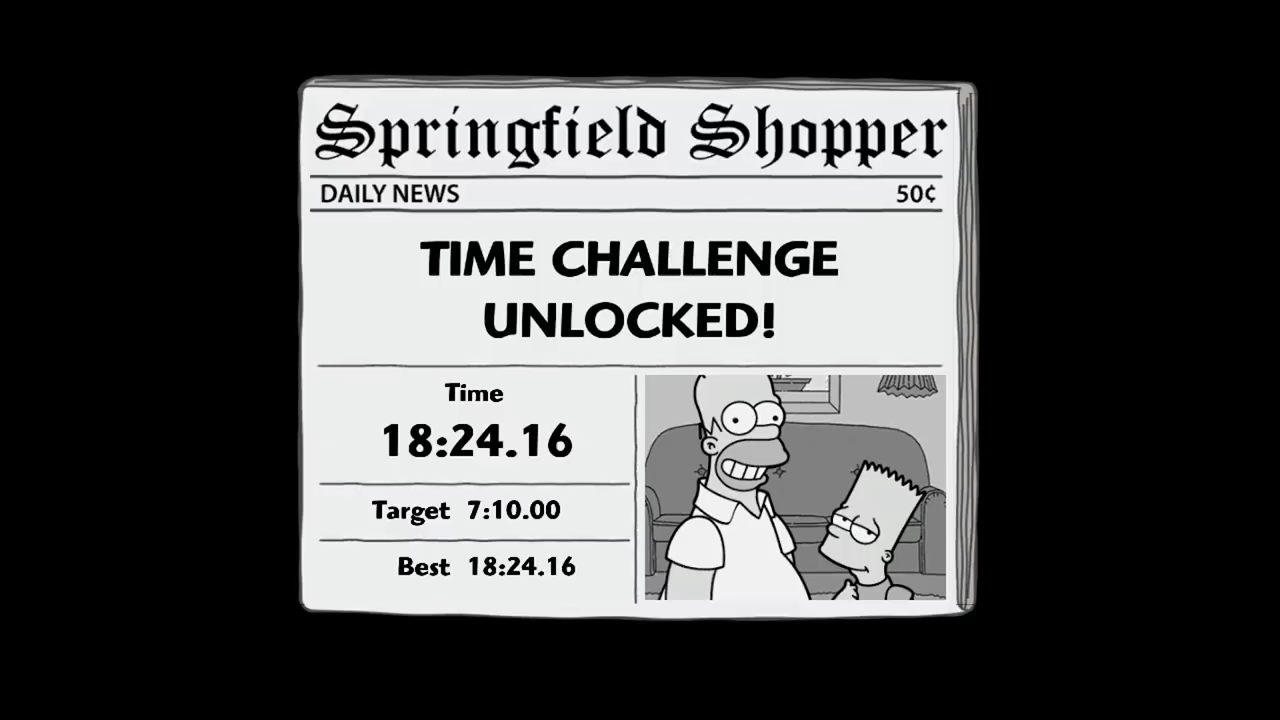 Springfield Shopper
DAILY NEWS 50¢
TIME CHALLENGE
UNLOCKED!
Time
18:24.16
Target 7:10.00
Best 18:24.16